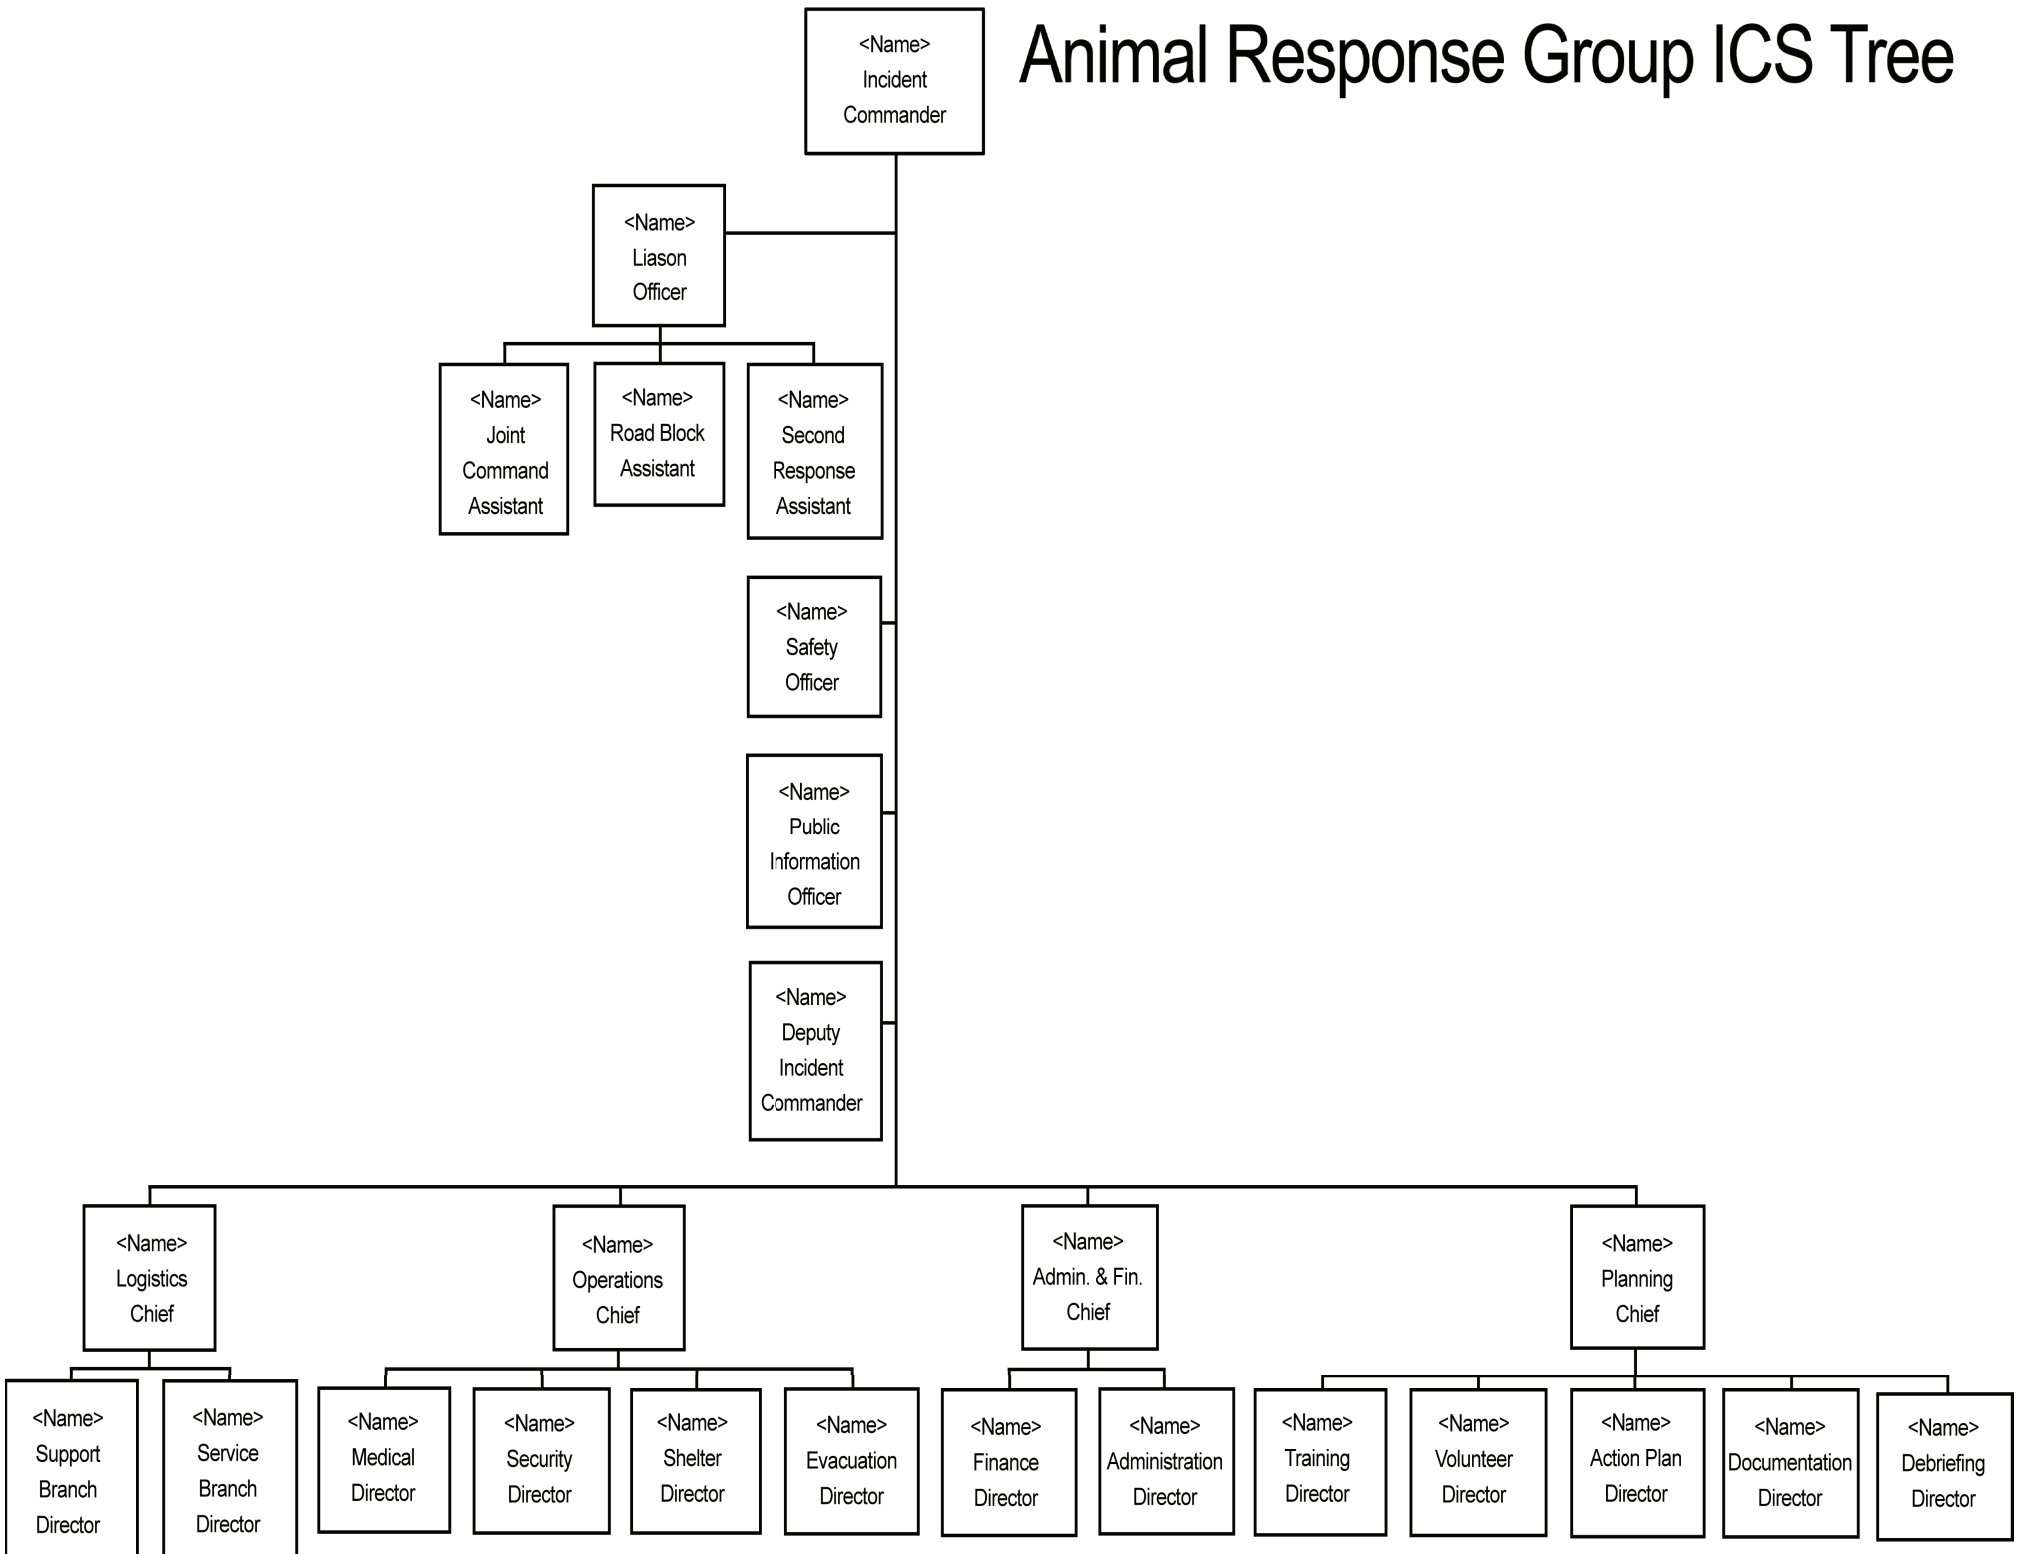 Animal Response Group ICS Tree
<Name>
Incident
Commander
<Name>
Liason
Officer
<Name>
Joint
Command
Assistant
<Name>
Road Block
Assistant
<Name>
Second
Response
Assistant
<Name>
Safety
Officer
<Name>
Public
Information
Officer
<Name>
Deputy
Incident
Commander
<Name>
Logistics
Chief
<Name>
Operations
Chief
<Name>
Admin. & Fin.
Chief
<Name>
Planning
Chief
<Name>
Support
Branch
Director
<Name>
Service
Branch
Director
<Name>
Medical
Director
<Name>
Security
Director
<Name>
Shelter
Director
<Name>
Evacuation
Director
<Name>
Finance
Director
<Name>
Administration
Director
<Name>
Training
Director
<Name>
Volunteer
Director
<Name>
Action Plan
Director
<Name>
Documentation
Director
<Name>
Debriefing
Director